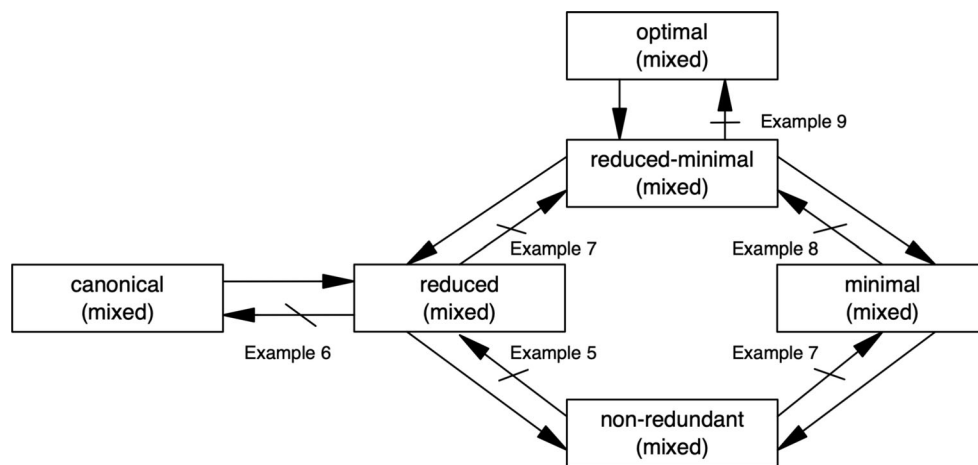 optimal
(mixed)
Example 9
reduced-minimal
(mixed)
Example 7
Example 8
canonical
(mixed)
reduced
(mixed)
minimal
(mixed)
Example 6
Example 5
Example 7
non-redundant
(mixed)